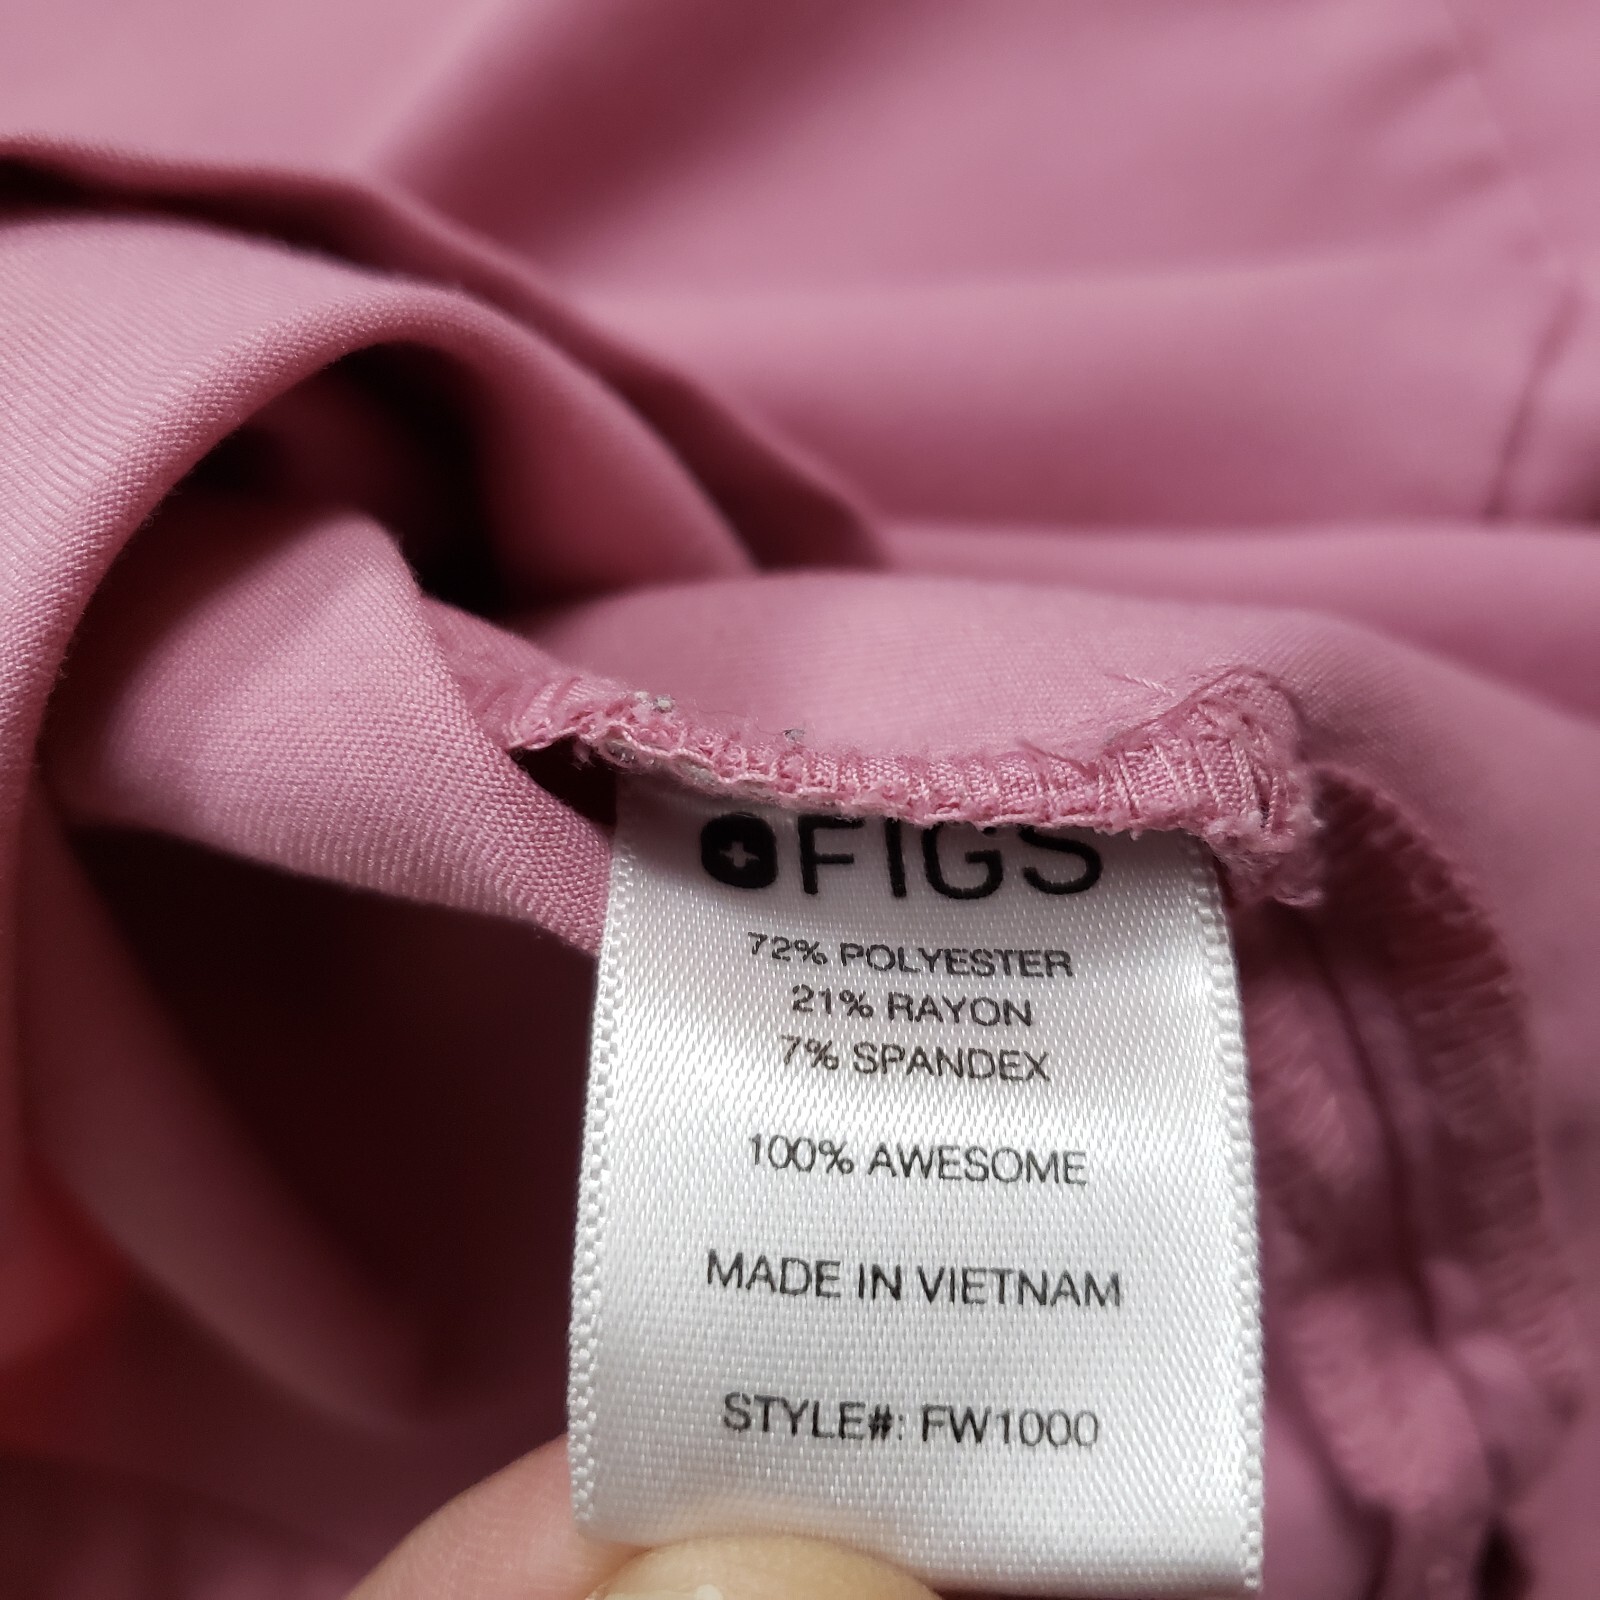 FIGS
72% POLYESTER
21% RAYON
7% SPANDEX
100% AWESOME
MADE IN VIETNAM
STYLE#: FW1000